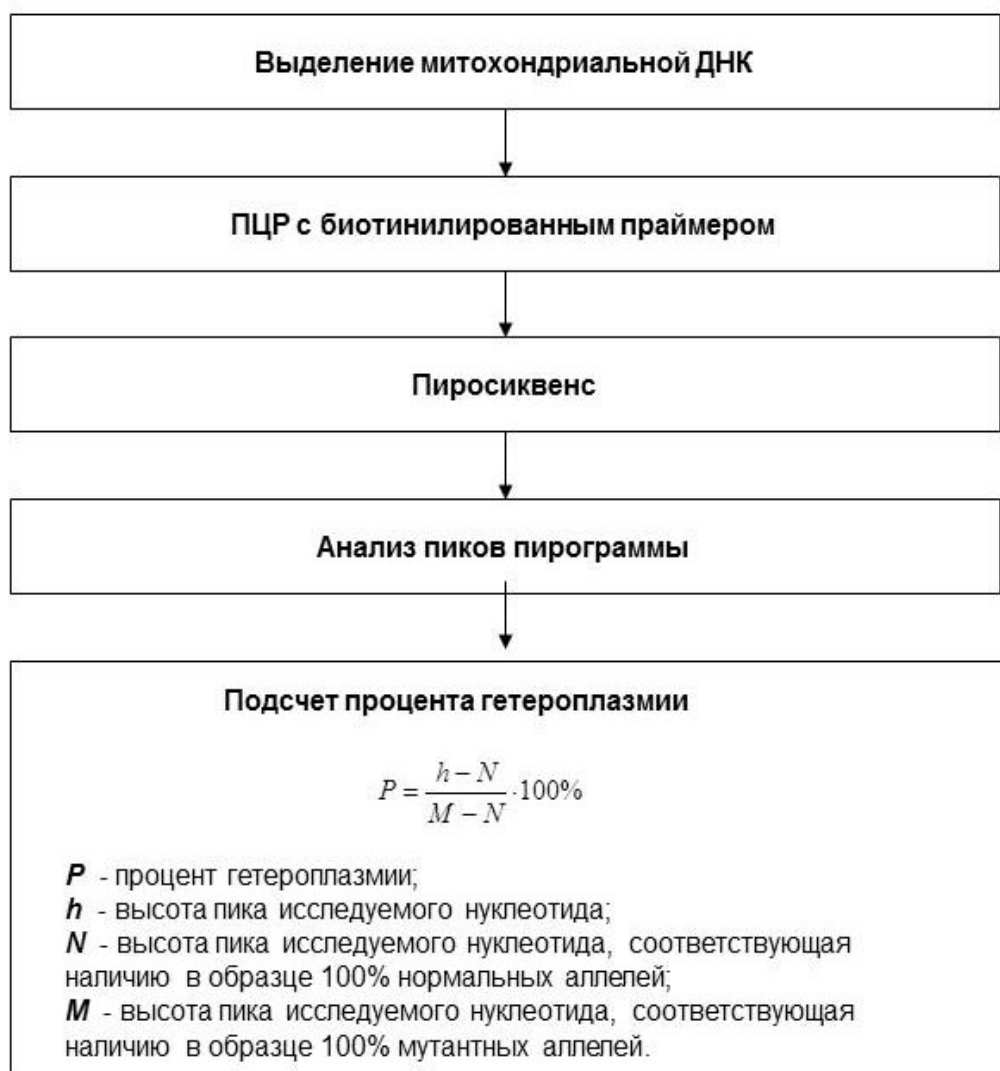 Выделение митохондриальной ДНК
ПЦР с биотинилированным праймером
Пиросиквенс
Анализ пиков пирограммы
Подсчет процента гетероплазмии
P = \frac{h - N}{M - N} \cdot 100%
P - процент гетероплазмии;
h - высота пика исследуемого нуклеотида;
N - высота пика исследуемого нуклеотида, соответствующая
наличию в образце 100% нормальных аллелей;
M - высота пика исследуемого нуклеотида, соответствующая
наличию в образце 100% мутантных аллелей.